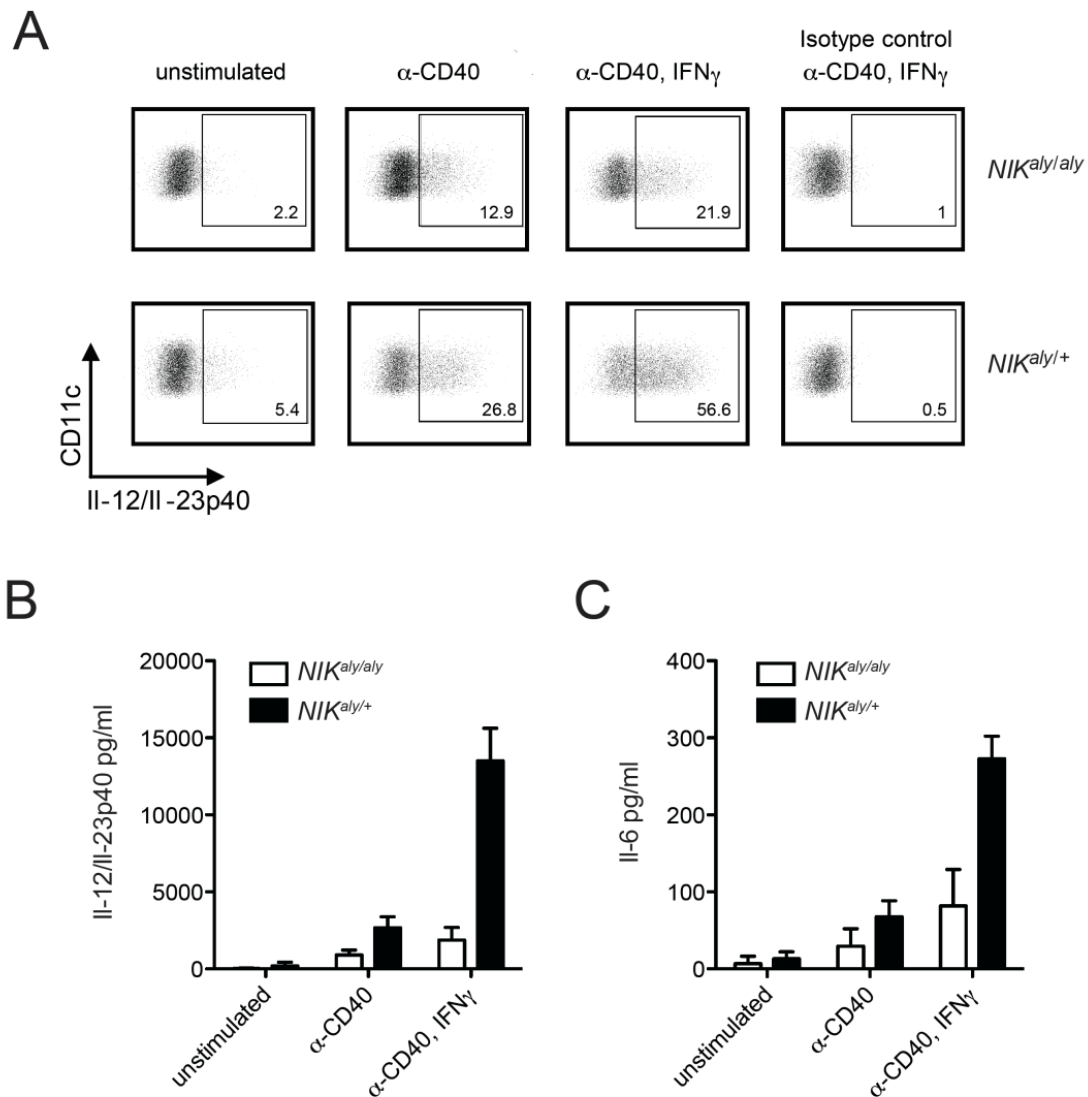 A
unstimulated
α-CD40
α-CD40, IFNγ
Isotype control
α-CD40, IFNγ
2.2
12.9
21.9
1
NIKaly/aly
5.4
26.8
56.6
0.5
NIKaly/+
CD11c
Il-12/Il-23p40
B
C
Il-12/Il-23p40 pg/ml
20000
15000
10000
5000
0
NIKaly/aly
NIKaly/+
unstimulated
α-CD40
α-CD40, IFNγ
Il-6 pg/ml
400
300
200
100
0
NIKaly/aly
NIKaly/+
unstimulated
α-CD40
α-CD40, IFNγ